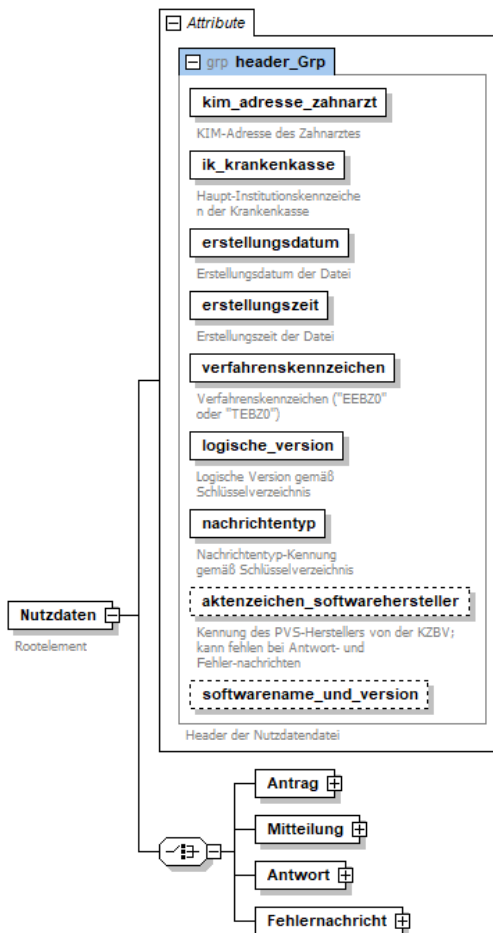 Attribute
grp header_Grp
kim_adresse_zahnarzt
KIM-Adresse des Zahnarztes
ik_krankenkasse
Haupt-Institutionskennzeiche
n der Krankenkasse
erstellungsdatum
Erstellungsdatum der Datei
erstellungszeit
Erstellungszeit der Datei
verfahrenskennzeichen
Verfahrenskennzeichen ("EEBZ0"
oder "TEBZ0")
logische_version
Logische Version gemäß
Schlüsselverzeichnis
nachrichtentyp
Nachrichtentyp-Kennung
gemäß Schlüsselverzeichnis
aktenzeichen_softwarehersteller
Kennung des PVS-Herstellers von der KZBV;
kann fehlen bei Antwort- und
Fehler-nachrichten
softwarename_und_version
Header der Nutzdatendatei
Nutzdaten
Rootelement
Antrag
Mitteilung
Antwort
Fehlernachricht